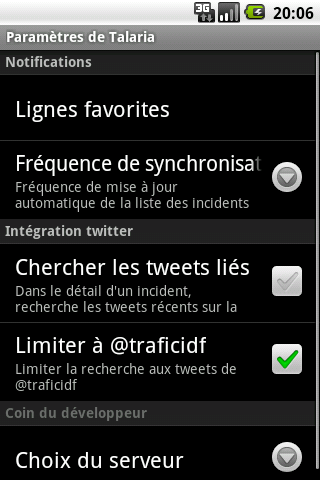 3G 20:06
Paramètres de Talaria
Notifications
Lignes favorites
Fréquence de synchronisat
Fréquence de mise à jour
automatique de la liste des incidents
Intégration twitter
Chercher les tweets liés
Dans le détail d'un incident,
recherche les tweets récents sur la
Limiter à @traficidf
Limiter la recherche aux tweets de
@traficidf
Coin du développeur
Choix du serveur